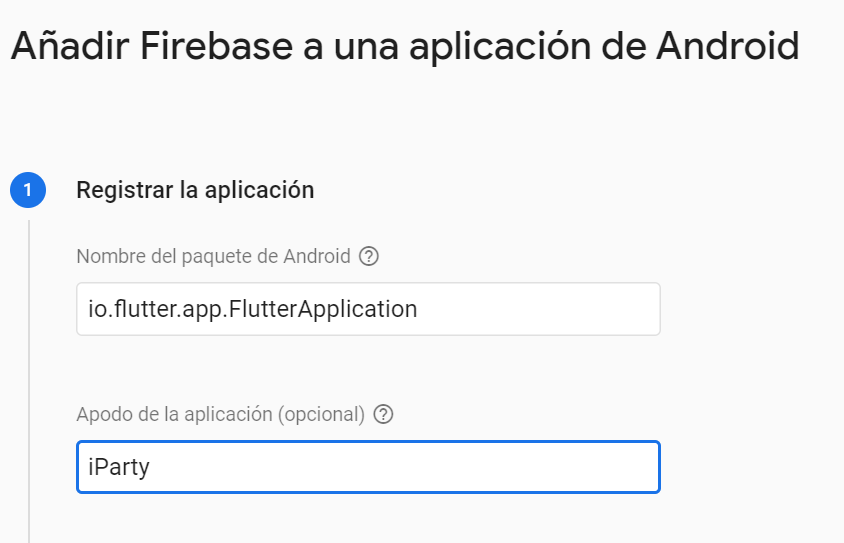 Añadir Firebase a una aplicación de Android
1 Registrar la aplicación
Nombre del paquete de Android ?
io.flutter.app.FlutterApplication
Apodo de la aplicación (opcional) ?
iParty